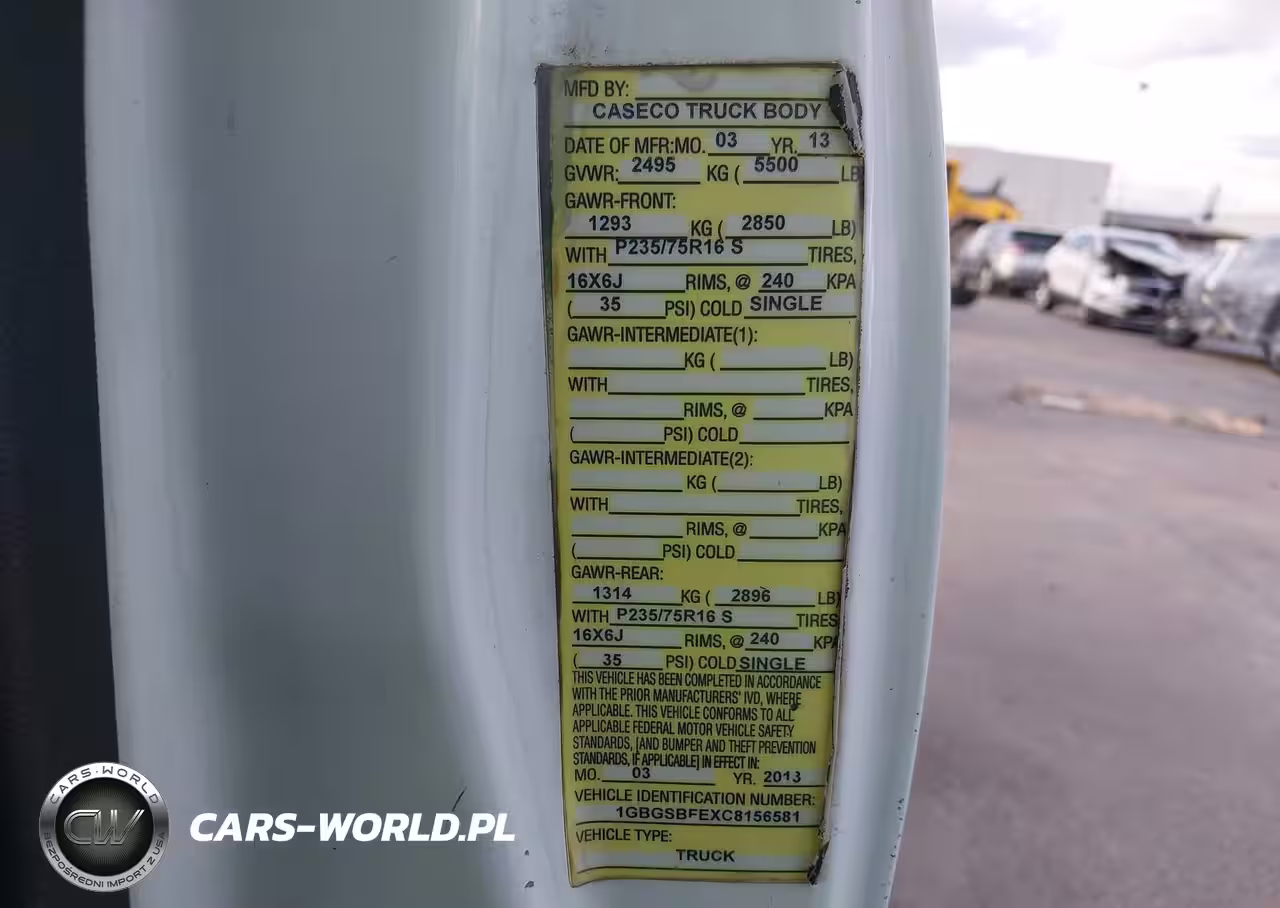 MFD BY:
CASECO TRUCK BODY
DATE OF MFR:MO. 03 YR. 13
GVWR: 2495 KG ( 5500 LB
GAWR-FRONT:
1293 KG ( 2850 LB)
WITH P235/75R16 S TIRES,
16X6J RIMS, @ 240 KPA
( 35 PSI) COLD SINGLE
GAWR-INTERMEDIATE(1):
KG ( LB)
WITH TIRES,
RIMS, @ KPA
( PSI) COLD
GAWR-INTERMEDIATE(2):
KG ( LB)
WITH TIRES,
RIMS, @ KPA
( PSI) COLD
GAWR-REAR:
1314 KG ( 2896 LB)
WITH P235/75R16 S TIRES
16X6J RIMS, @ 240 KPA
( 35 PSI) COLD SINGLE
THIS VEHICLE HAS BEEN COMPLETED IN ACCORDANCE
WITH THE PRIOR MANUFACTURERS' IVD, WHERE
APPLICABLE. THIS VEHICLE CONFORMS TO ALL
APPLICABLE FEDERAL MOTOR VEHICLE SAFETY
STANDARDS, [AND BUMPER AND THEFT PREVENTION
STANDARDS, IF APPLICABLE] IN EFFECT IN:
MO. 03 YR. 2013
VEHICLE IDENTIFICATION NUMBER:
1GBGSBFEXC8156581
VEHICLE TYPE:
TRUCK
CARS-WORLD
CW
BEZPOŚREDNI IMPORT Z USA
CARS-WORLD.PL